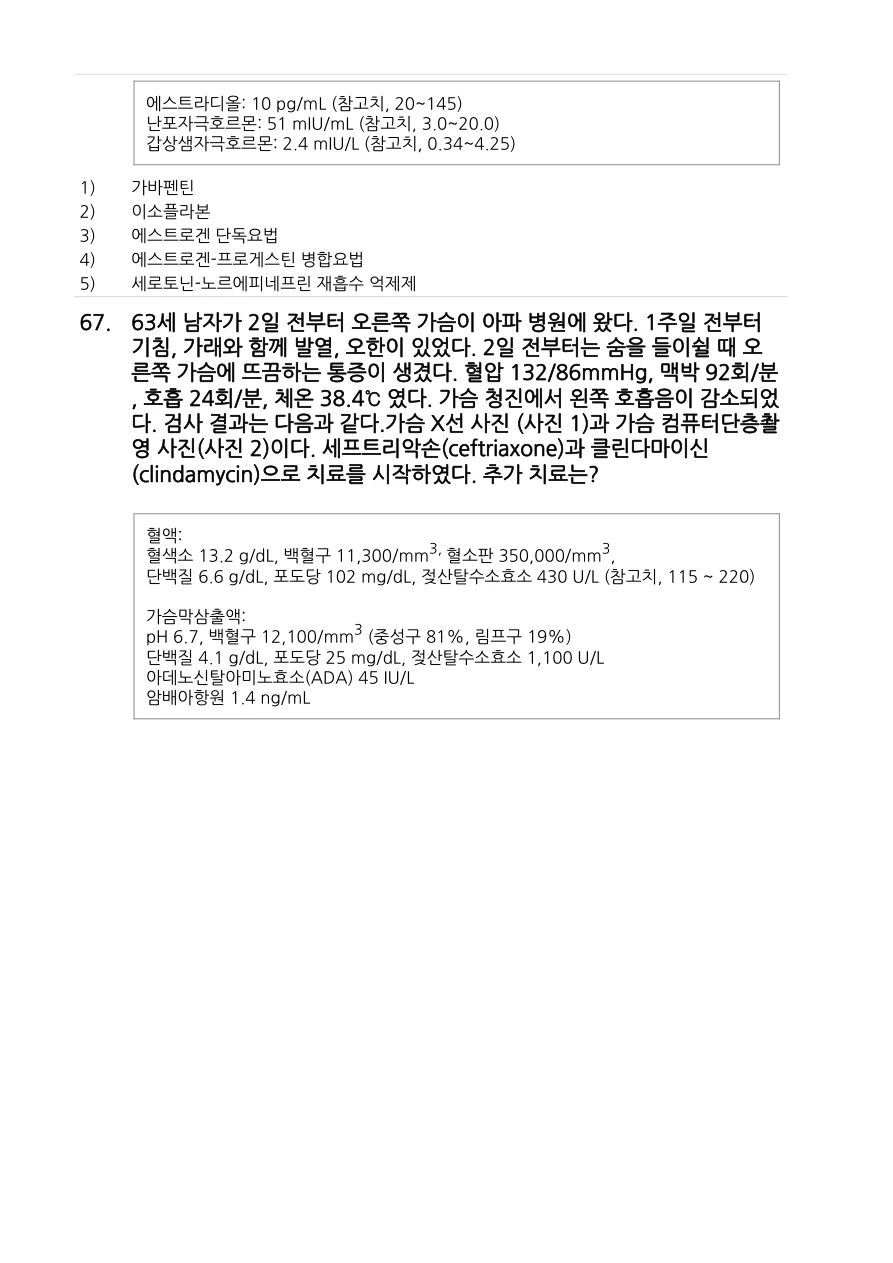 에스트라디올: 10 pg/mL (참고치, 20~145)
난포자극호르몬: 51 mIU/mL (참고치, 3.0~20.0)
갑상샘자극호르몬: 2.4 mIU/L (참고치, 0.34~4.25)
1) 가바펜틴
2) 이소플라본
3) 에스트로겐 단독요법
4) 에스트로겐-프로게스틴 병합요법
5) 세로토닌-노르에피네프린 재흡수 억제제
67. 63세 남자가 2일 전부터 오른쪽 가슴이 아파 병원에 왔다. 1주일 전부터
기침, 가래와 함께 발열, 오한이 있었다. 2일 전부터는 숨을 들이쉴 때 오
른쪽 가슴에 뜨끔하는 통증이 생겼다. 혈압 132/86mmHg, 맥박 92회/분
, 호흡 24회/분, 체온 38.4℃ 였다. 가슴 청진에서 왼쪽 호흡음이 감소되었
다. 검사 결과는 다음과 같다.가슴 X선 사진 (사진 1)과 가슴 컴퓨터단층촬
영 사진(사진 2)이다. 세프트리악손(ceftriaxone)과 클린다마이신
(clindamycin)으로 치료를 시작하였다. 추가 치료는?
혈액:
혈색소 13.2 g/dL, 백혈구 11,300/mm3, 혈소판 350,000/mm3,
단백질 6.6 g/dL, 포도당 102 mg/dL, 젖산탈수소효소 430 U/L (참고치, 115 ~ 220)
가슴막삼출액:
pH 6.7, 백혈구 12,100/mm3 (중성구 81%, 림프구 19%)
단백질 4.1 g/dL, 포도당 25 mg/dL, 젖산탈수소효소 1,100 U/L
아데노신탈아미노효소(ADA) 45 IU/L
암배아항원 1.4 ng/mL